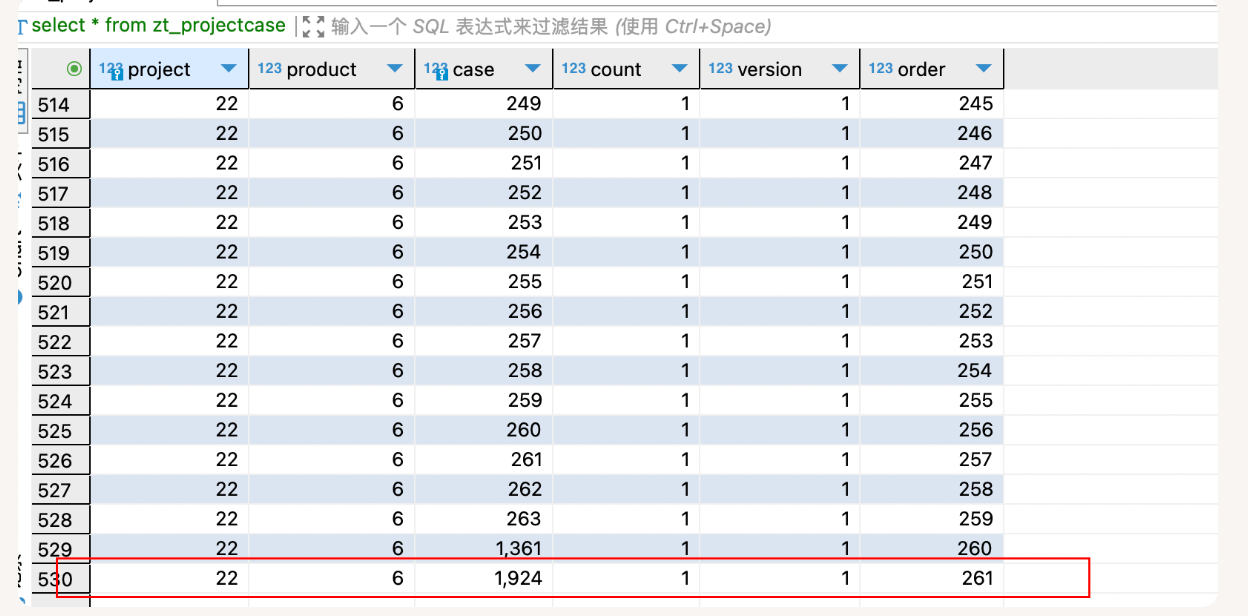 select * from zt_projectcase 输入一个 SQL 表达式来过滤结果 (使用 Ctrl+Space)
123 project 123 product 123 case 123 count 123 version 123 order
514 22 6 249 1 1 245
515 22 6 250 1 1 246
516 22 6 251 1 1 247
517 22 6 252 1 1 248
518 22 6 253 1 1 249
519 22 6 254 1 1 250
520 22 6 255 1 1 251
521 22 6 256 1 1 252
522 22 6 257 1 1 253
523 22 6 258 1 1 254
524 22 6 259 1 1 255
525 22 6 260 1 1 256
526 22 6 261 1 1 257
527 22 6 262 1 1 258
528 22 6 263 1 1 259
529 22 6 1,361 1 1 260
530 22 6 1,924 1 1 261